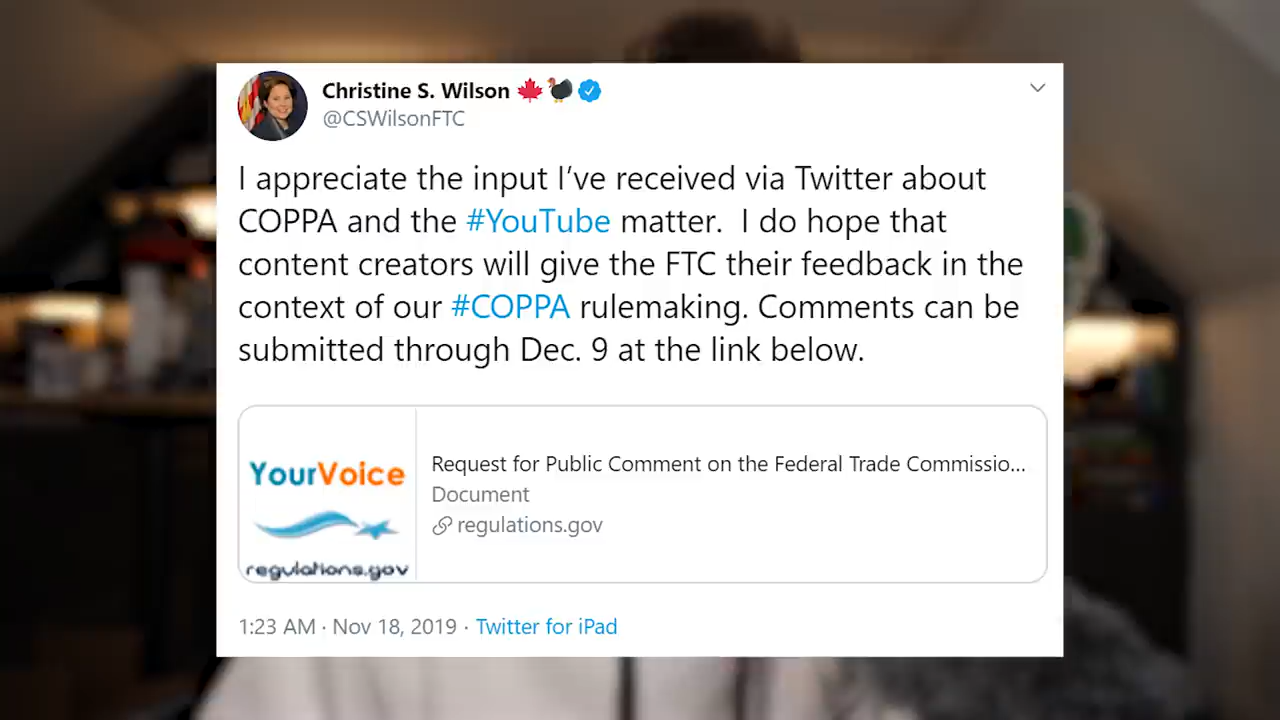 Christine S. Wilson 🍁🦃
@CSWilsonFTC
I appreciate the input I’ve received via Twitter about
COPPA and the #YouTube matter.  I do hope that
content creators will give the FTC their feedback in the
context of our #COPPA rulemaking. Comments can be
submitted through Dec. 9 at the link below.
YourVoice
regulations.gov
Request for Public Comment on the Federal Trade Commissio...
Document
regulations.gov
1:23 AM · Nov 18, 2019 · Twitter for iPad